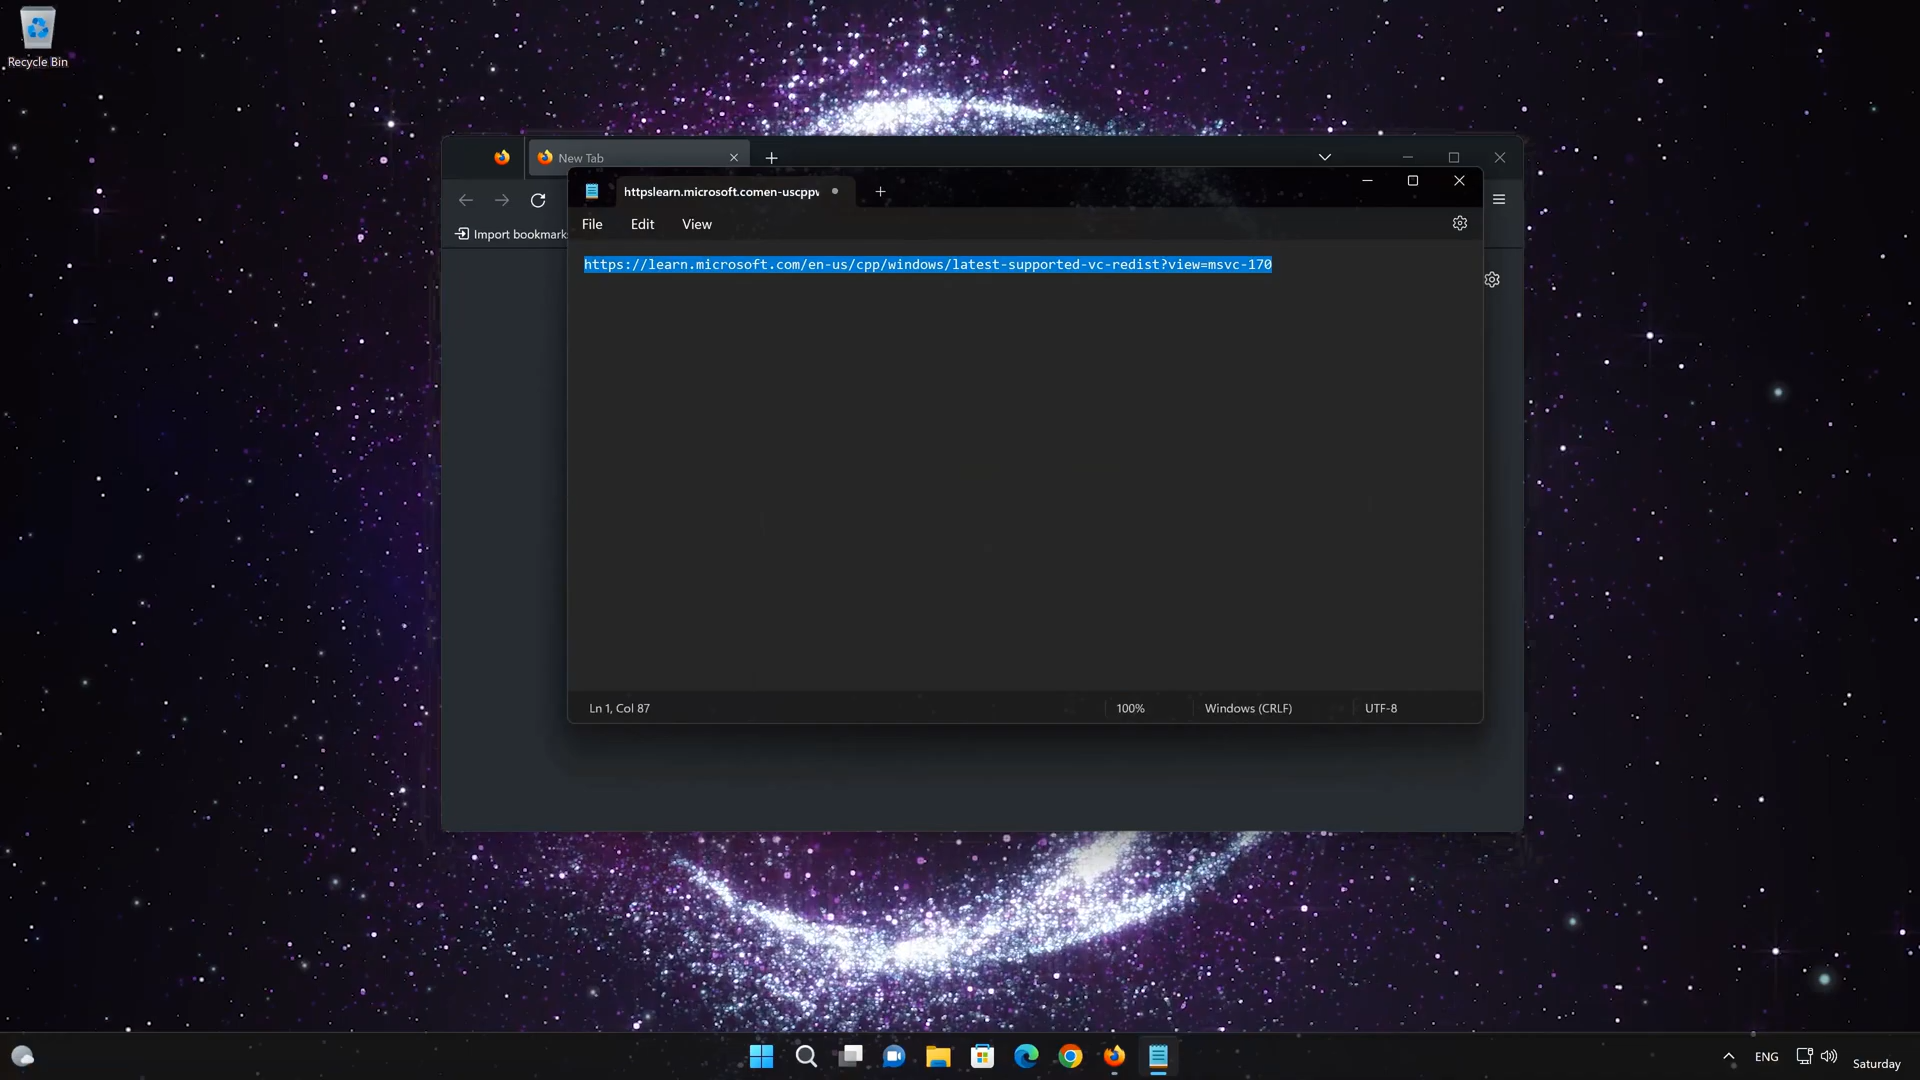 Recycle Bin
New Tab
httpslearn.microsoft.comen-uscpp
Import bookmark
File Edit View
https://learn.microsoft.com/en-us/cpp/windows/latest-supported-vc-redist?view=msvc-170
Ln 1, Col 87
100%
Windows (CRLF)
UTF-8
ENG
Saturday